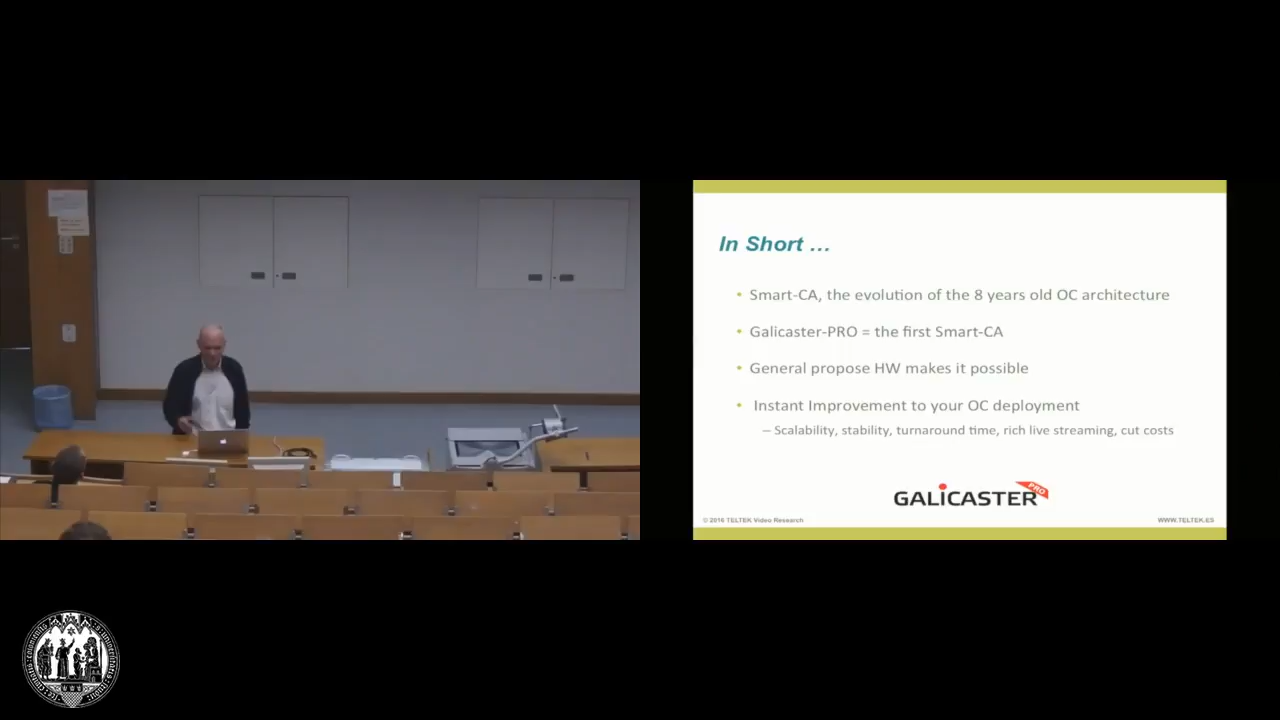 In Short …
• Smart-CA, the evolution of the 8 years old OC architecture
• Galicaster-PRO = the first Smart-CA
• General propose HW makes it possible
• Instant Improvement to your OC deployment
– Scalability, stability, turnaround time, rich live streaming, cut costs
GALICASTER PRO
© 2016 TELTEK Video Research
WWW.TELTEK.ES